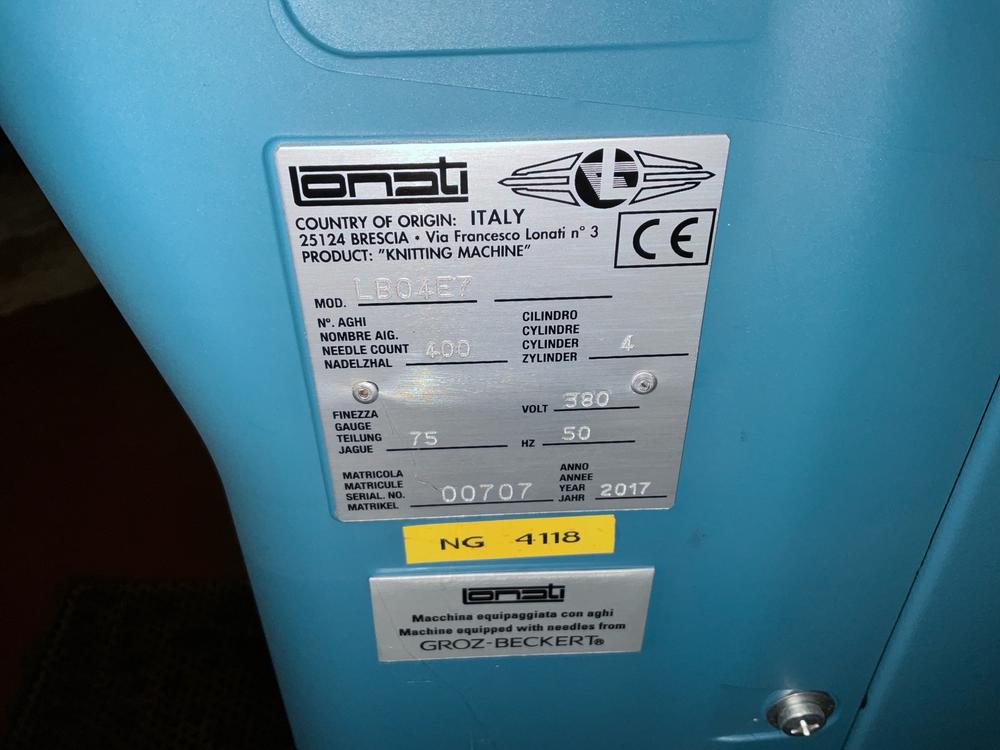 Lonati
COUNTRY OF ORIGIN: ITALY
25124 BRESCIA • Via Francesco Lonati n° 3
PRODUCT: "KNITTING MACHINE"
CE
MOD. LB04E7
N°. AGHI
NOMBRE AIG.
NEEDLE COUNT 400
NADELZHAL
CILINDRO
CYLINDRE
CYLINDER 4
ZYLINDER
FINEZZA
GAUGE
TEILUNG 75
JAGUE
VOLT 380
HZ 50
MATRICOLA
MATRICULE
SERIAL. NO. 00707
MATRIKEL
ANNO
ANNEE
YEAR 2017
JAHR
NG 4118
Lonati
Macchina equipaggiata con aghi
Machine equipped with needles from
GROZ-BECKERT®